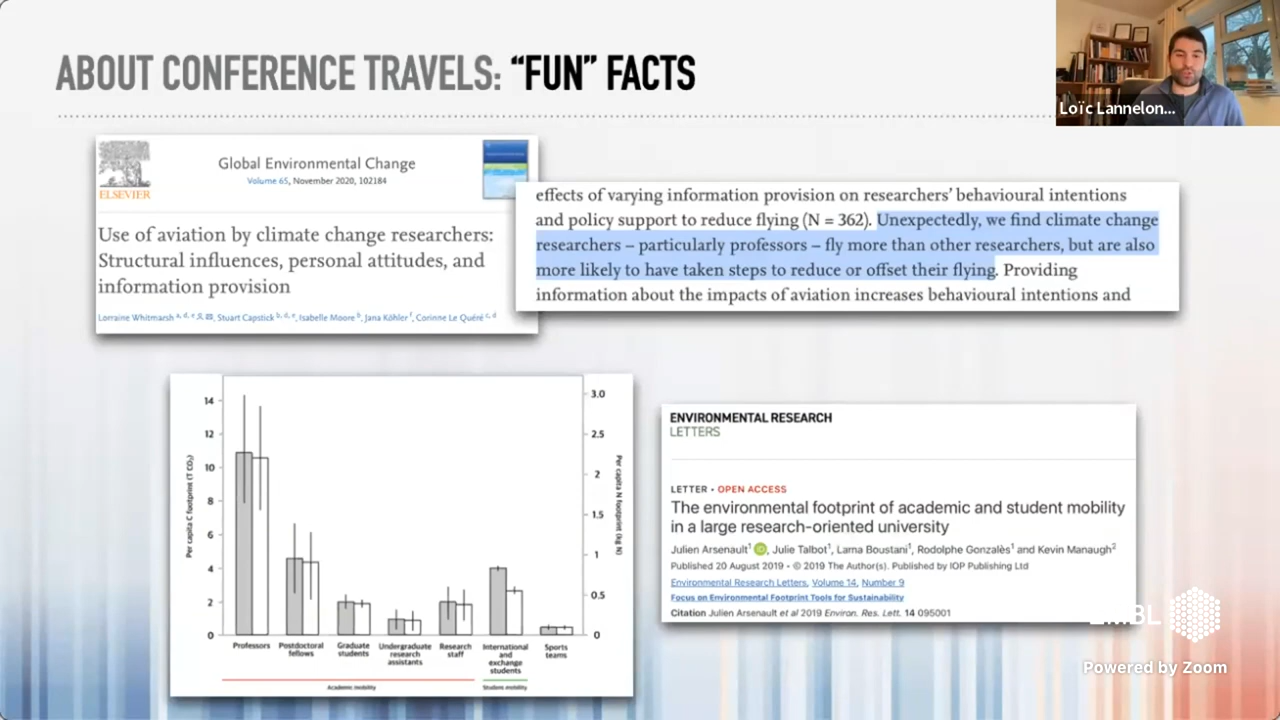 ABOUT CONFERENCE TRAVELS: “FUN” FACTS
Loïc Lannelon...
ELSEVIER
Global Environmental Change
Volume 65, November 2020, 102184
Use of aviation by climate change researchers:
Structural influences, personal attitudes, and
information provision
Lorraine Whitmarsh a, d, e, Stuart Capstick b, d, e, Isabelle Moore b, Jana Köhler f, Corinne Le Quéré c, d
effects of varying information provision on researchers’ behavioural intentions
and policy support to reduce flying (N = 362). Unexpectedly, we find climate change
researchers – particularly professors – fly more than other researchers, but are also
more likely to have taken steps to reduce or offset their flying. Providing
information about the impacts of aviation increases behavioural intentions and
Per capita C footprint (T CO₂)
14
12
10
8
6
4
2
0
3.0
2.5
2
1.5
1
0.5
0
Per capita N footprint (kg N)
Professors
Postdoctoral
fellows
Graduate
students
Undergraduate
research
assistants
Research
staff
International
and
exchange
students
Sports
teams
Academic mobility
Student mobility
ENVIRONMENTAL RESEARCH
LETTERS
LETTER • OPEN ACCESS
The environmental footprint of academic and student mobility
in a large research-oriented university
Julien Arsenault¹ iD, Julie Talbot¹, Lama Boustani¹, Rodolphe Gonzalès¹ and Kevin Manaugh²
Published 20 August 2019 • © 2019 The Author(s). Published by IOP Publishing Ltd
Environmental Research Letters, Volume 14, Number 9
Focus on Environmental Footprint Tools for Sustainability
Citation Julien Arsenault et al 2019 Environ. Res. Lett. 14 095001
EMBL
Powered by Zoom